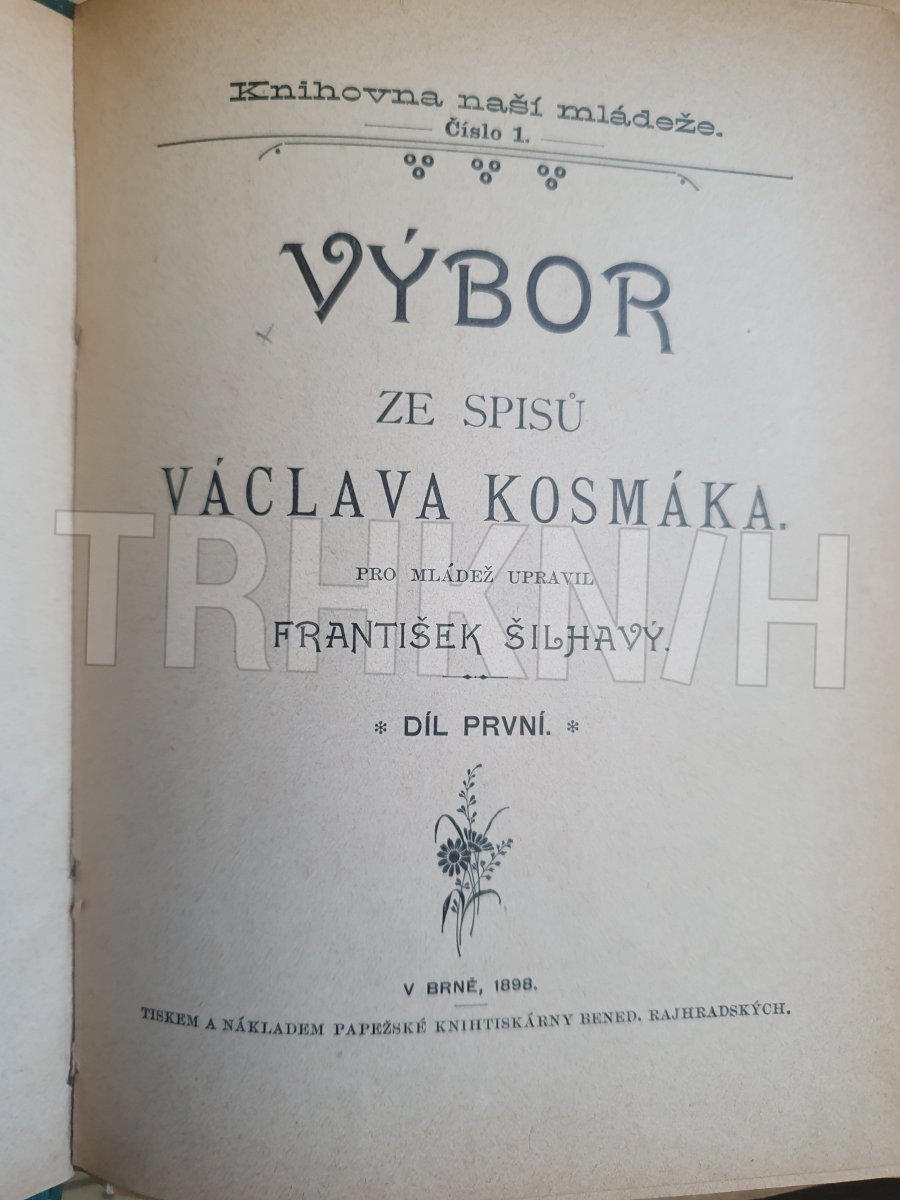 Knihovna naší mládeže.
Číslo 1.
VÝBOR
ZE SPISŮ
VÁCLAVA KOSMÁKA.
TRHKNIH
PRO MLÁDEŽ UPRAVIL
FRANTIŠEK ŠILHAVÝ.
* DÍL PRVNÍ. *
V BRNĚ, 1898.
TISKEM A NÁKLADEM PAPEŽSKÉ KNIHTISKÁRNY BENED. RAJHRADSKÝCH.